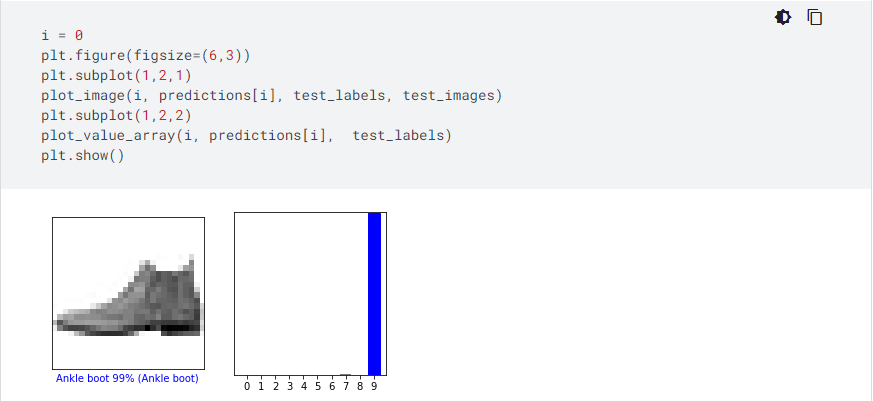 i = 0
plt.figure(figsize=(6,3))
plt.subplot(1,2,1)
plot_image(i, predictions[i], test_labels, test_images)
plt.subplot(1,2,2)
plot_value_array(i, predictions[i],  test_labels)
plt.show()
Ankle boot 99% (Ankle boot)
0 1 2 3 4 5 6 7 8 9